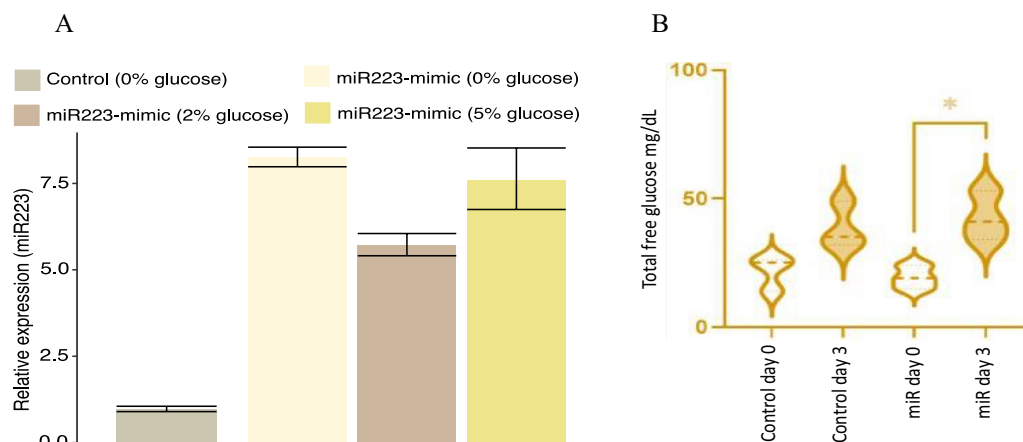 A
Control (0% glucose)
miR223-mimic (0% glucose)
miR223-mimic (2% glucose)
miR223-mimic (5% glucose)
Relative expression (miR223)
7.5
5.0
2.5
0.0
B
Total free glucose mg/dL
100
50
0
*
Control day 0
Control day 3
miR day 0
miR day 3